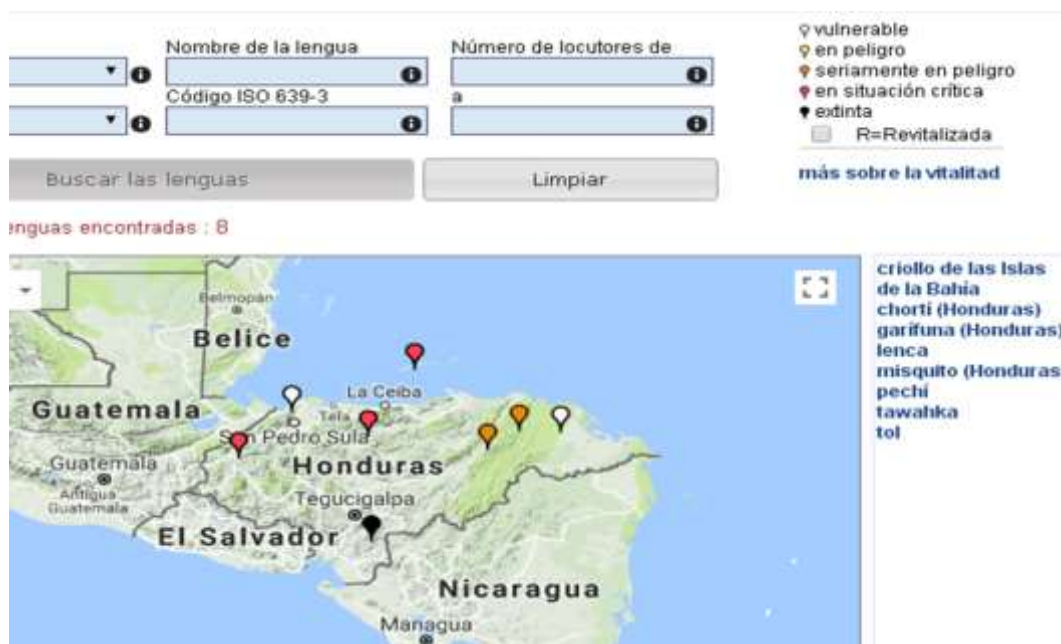 Nombre de la lengua
Número de locutores de
Código ISO 639-3
a
Buscar las lenguas
Limpiar
vulnerable
en peligro
seriamente en peligro
en situación crítica
extinta
R=Revitalizada
más sobre la vitalitad
enguas encontradas : 8
Belmopán
Belice
La Ceiba
Tela
Guatemala
San Pedro Sula
Guatemala
Honduras
Antigua
Guatemala
Tegucigalpa
El Salvador
Nicaragua
Managua
criollo de las Islas
de la Bahía
chortí (Honduras)
garífuna (Honduras)
lenca
misquito (Honduras
pechí
tawahka
tol